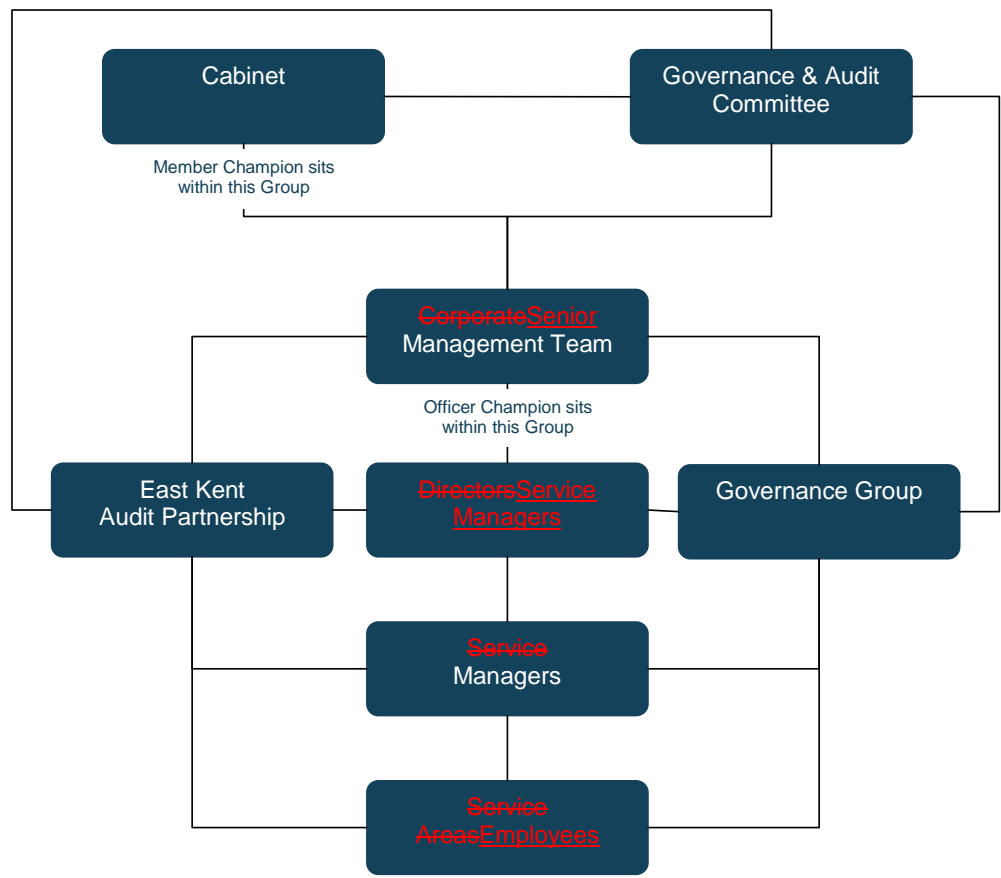 Cabinet
Governance & Audit
Committee
Member Champion sits
within this Group
CorporateSenior
Management Team
Officer Champion sits
within this Group
East Kent
Audit Partnership
DirectorsService
Managers
Governance Group
Service
Managers
Service
AreasEmployees